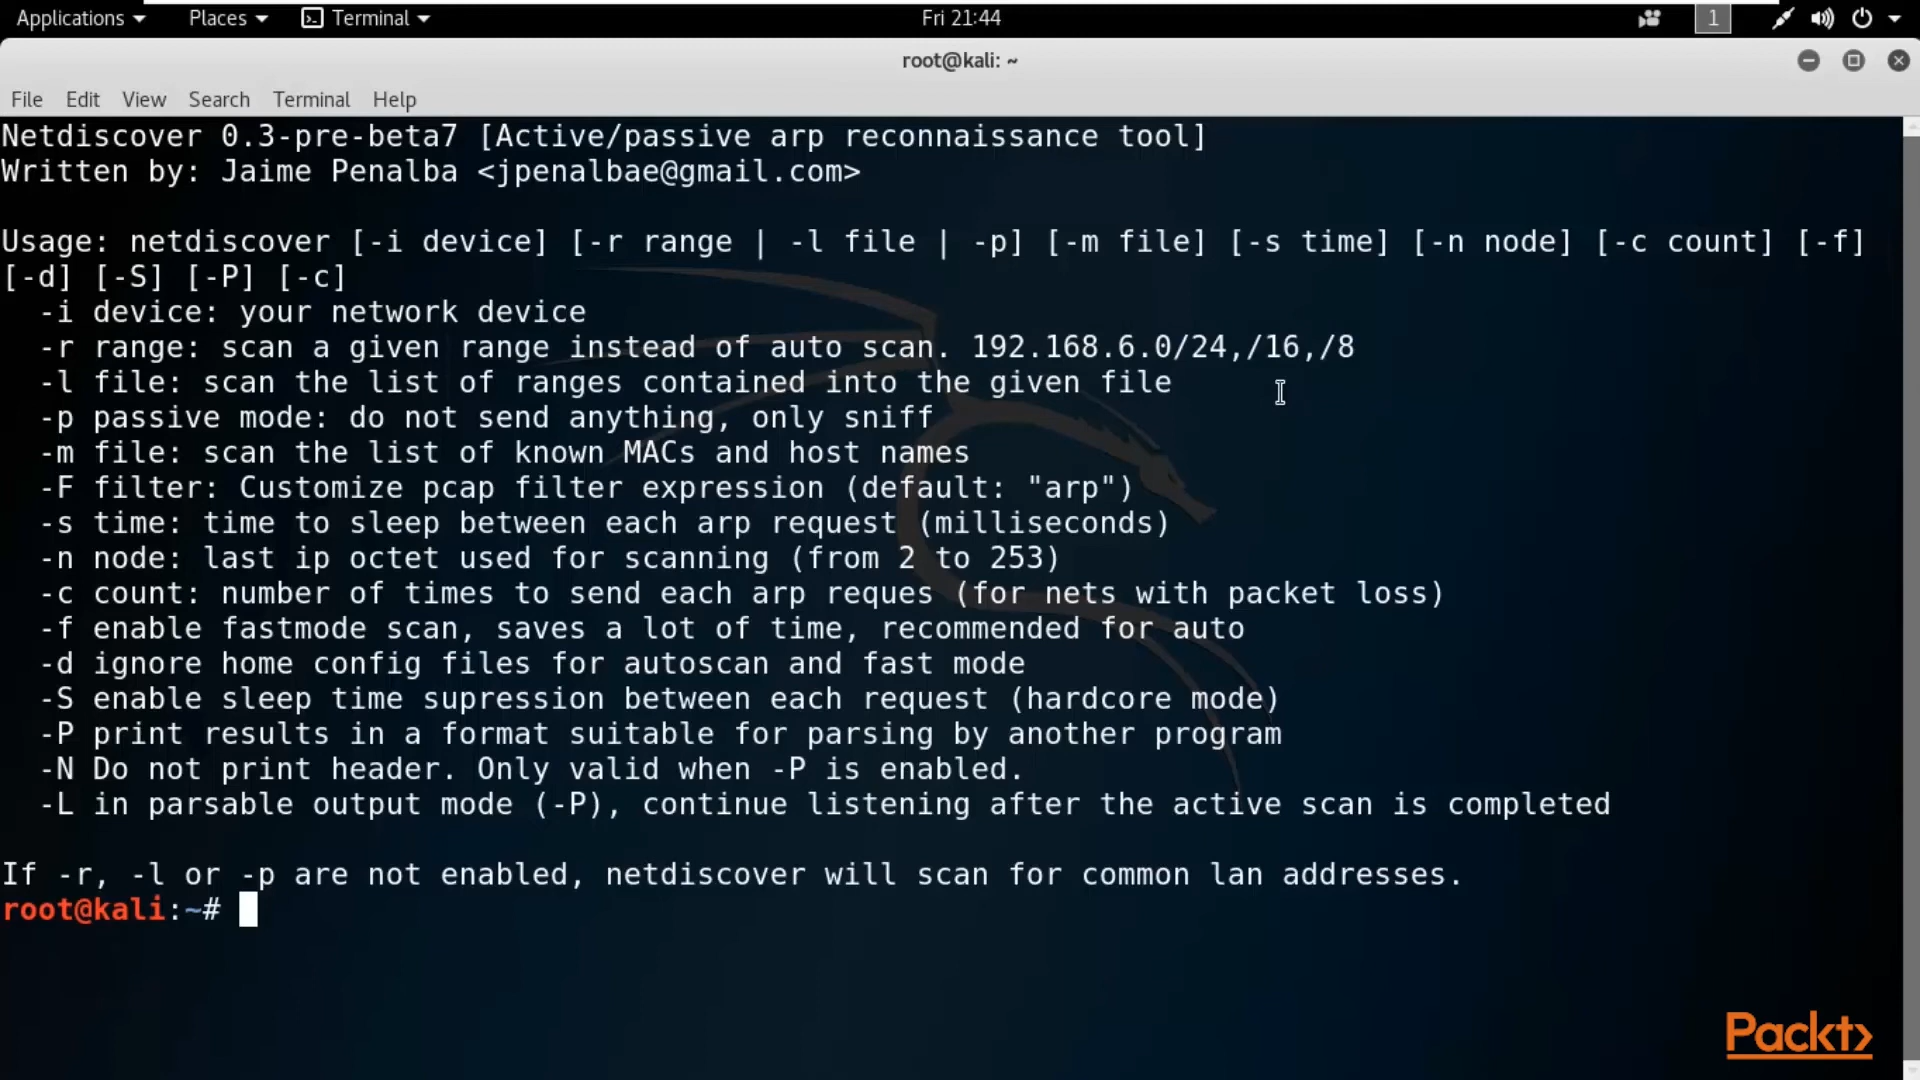 Applications Places Terminal Fri 21:44 1
root@kali: ~
File Edit View Search Terminal Help
Netdiscover 0.3-pre-beta7 [Active/passive arp reconnaissance tool]
Written by: Jaime Penalba <jpenalbae@gmail.com>
Usage: netdiscover [-i device] [-r range | -l file | -p] [-m file] [-s time] [-n node] [-c count] [-f]
[-d] [-S] [-P] [-c]
-i device: your network device
-r range: scan a given range instead of auto scan. 192.168.6.0/24,/16,/8
-l file: scan the list of ranges contained into the given file
-p passive mode: do not send anything, only sniff
-m file: scan the list of known MACs and host names
-F filter: Customize pcap filter expression (default: "arp")
-s time: time to sleep between each arp request (milliseconds)
-n node: last ip octet used for scanning (from 2 to 253)
-c count: number of times to send each arp reques (for nets with packet loss)
-f enable fastmode scan, saves a lot of time, recommended for auto
-d ignore home config files for autoscan and fast mode
-S enable sleep time supression between each request (hardcore mode)
-P print results in a format suitable for parsing by another program
-N Do not print header. Only valid when -P is enabled.
-L in parsable output mode (-P), continue listening after the active scan is completed
If -r, -l or -p are not enabled, netdiscover will scan for common lan addresses.
root@kali:~#
Packt>